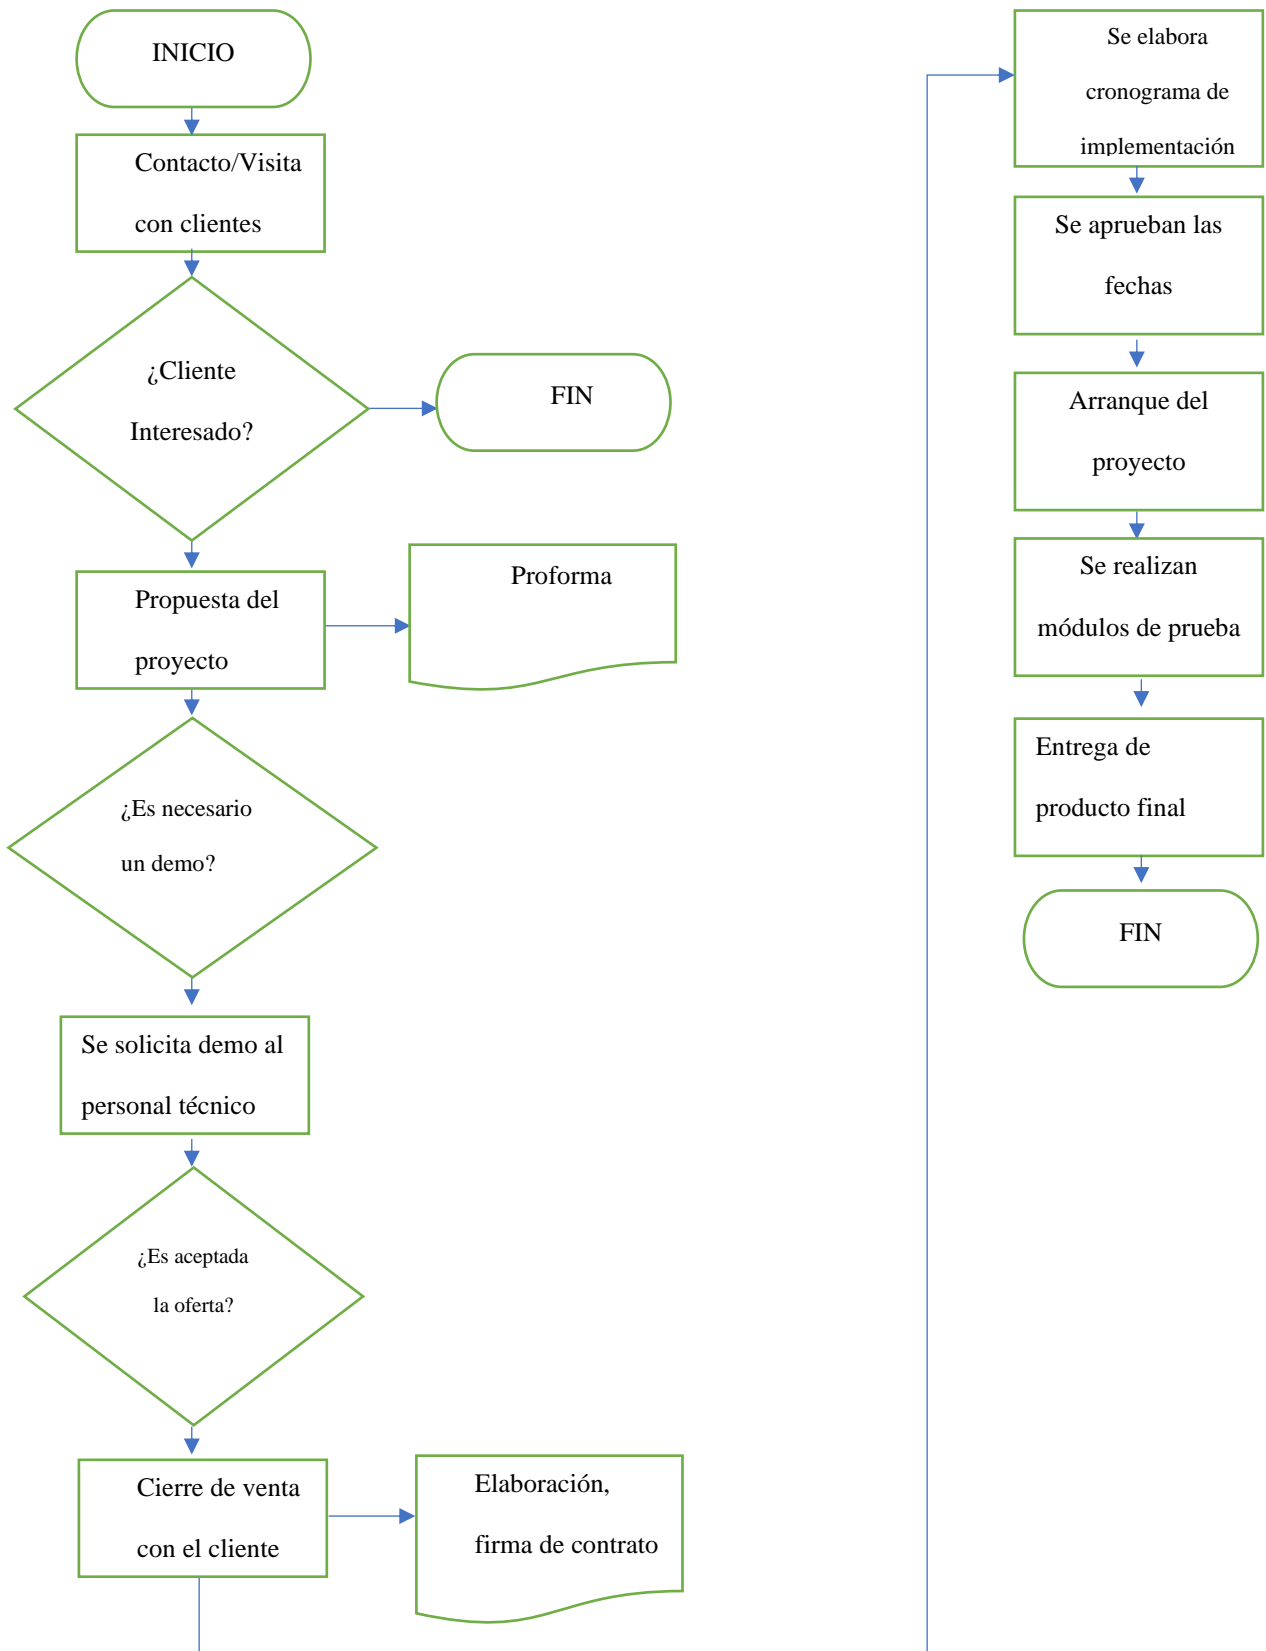 INICIO
Contacto/Visita
con clientes
¿Cliente
Interesado?
FIN
Propuesta del
proyecto
Proforma
¿Es necesario
un demo?
Se solicita demo al
personal técnico
¿Es aceptada
la oferta?
Cierre de venta
con el cliente
Elaboración,
firma de contrato
Se elabora
cronograma de
implementación
Se aprueban las
fechas
Arranque del
proyecto
Se realizan
módulos de prueba
Entrega de
producto final
FIN